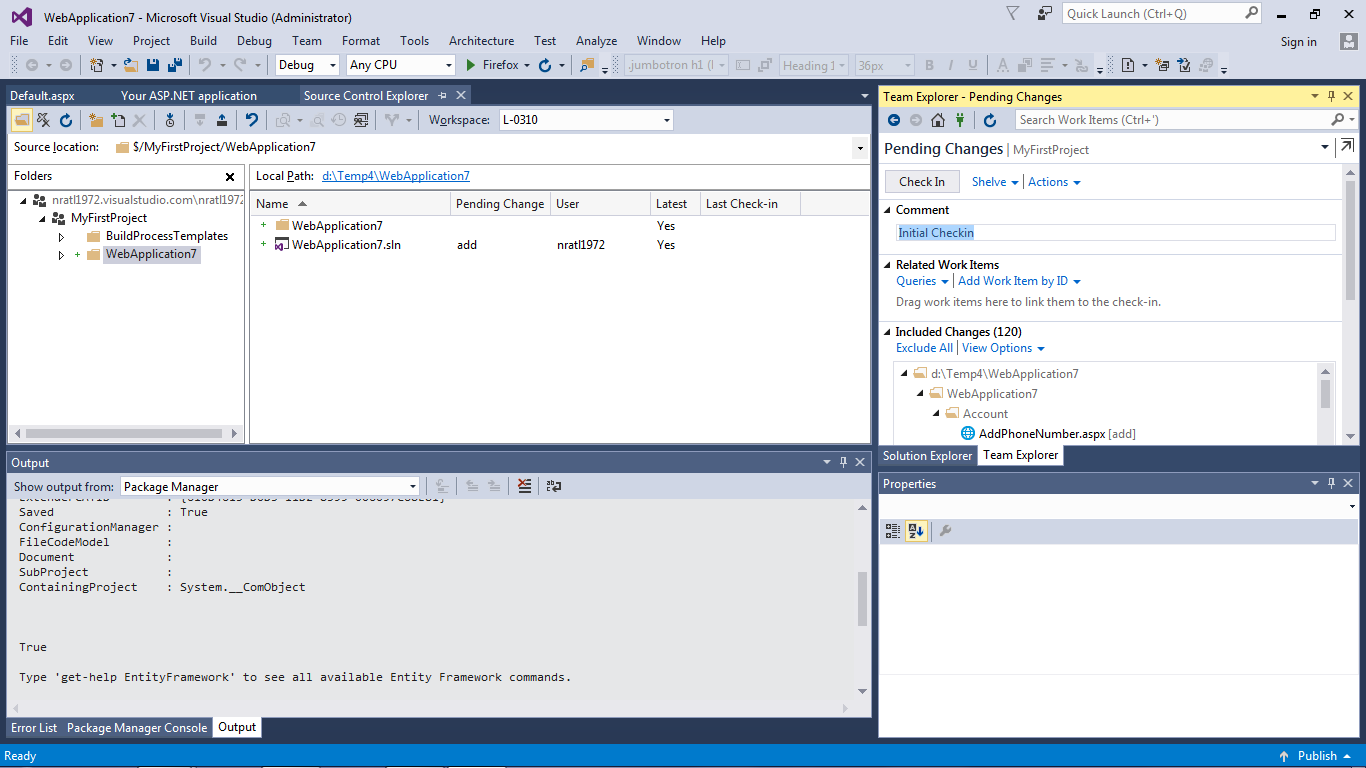 WebApplication7 - Microsoft Visual Studio (Administrator)
Quick Launch (Ctrl+Q)
File Edit View Project Build Debug Team Format Tools Architecture Test Analyze Window Help
Sign in
Debug Any CPU Firefox .jumbotron h1 ( Heading 1 36px B I U A
Default.aspx Your ASP.NET application Source Control Explorer
Workspace: L-0310
Source location: $/MyFirstProject/WebApplication7
Folders
Local Path: d:\Temp4\WebApplication7
nratl1972.visualstudio.com\nratl1972
MyFirstProject
BuildProcessTemplates
WebApplication7
Name Pending Change User Latest Last Check-in
WebApplication7 Yes
WebApplication7.sln add nratl1972 Yes
Team Explorer - Pending Changes
Search Work Items (Ctrl+')
Pending Changes | MyFirstProject
Check In Shelve Actions
Comment
Initial Checkin
Related Work Items
Queries Add Work Item by ID
Drag work items here to link them to the check-in.
Included Changes (120)
Exclude All View Options
d:\Temp4\WebApplication7
WebApplication7
Account
AddPhoneNumber.aspx [add]
Solution Explorer Team Explorer
Output
Show output from: Package Manager
Saved : True
ConfigurationManager :
FileCodeModel :
Document :
SubProject :
ContainingProject : System.__ComObject
True
Type 'get-help EntityFramework' to see all available Entity Framework commands.
Error List Package Manager Console Output
Properties
Ready
Publish